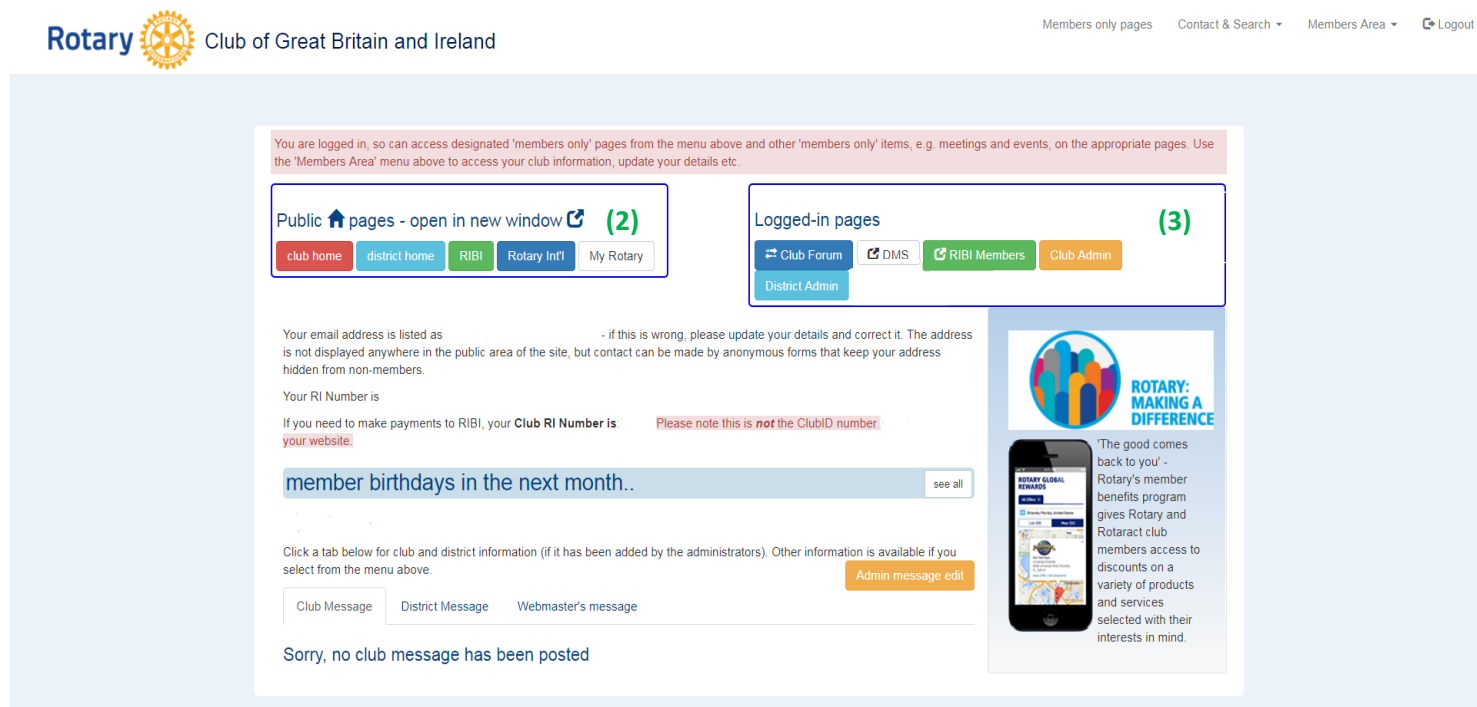 Rotary
Club of Great Britain and Ireland
Members only pages
Contact & Search
Members Area
Logout
You are logged in, so can access designated 'members only' pages from the menu above and other 'members only' items, e.g. meetings and events, on the appropriate pages. Use
the 'Members Area' menu above to access your club information, update your details etc.
Public pages - open in new window (2)
club home district home RIBI Rotary Int'l My Rotary
Logged-in pages (3)
Club Forum DMS RIBI Members Club Admin
District Admin
Your email address is listed as - if this is wrong, please update your details and correct it. The address
is not displayed anywhere in the public area of the site, but contact can be made by anonymous forms that keep your address
hidden from non-members.
Your RI Number is
If you need to make payments to RIBI, your Club RI Number is: Please note this is not the ClubID number
your website.
member birthdays in the next month..
see all
Click a tab below for club and district information (if it has been added by the administrators). Other information is available if you
select from the menu above.
Admin message edit
Club Message District Message Webmaster's message
Sorry, no club message has been posted
ROTARY:
MAKING A
DIFFERENCE
ROTARY GLOBAL
REWARDS
'The good comes
back to you' -
Rotary's member
benefits program
gives Rotary and
Rotaract club
members access to
discounts on a
variety of products
and services
selected with their
interests in mind.